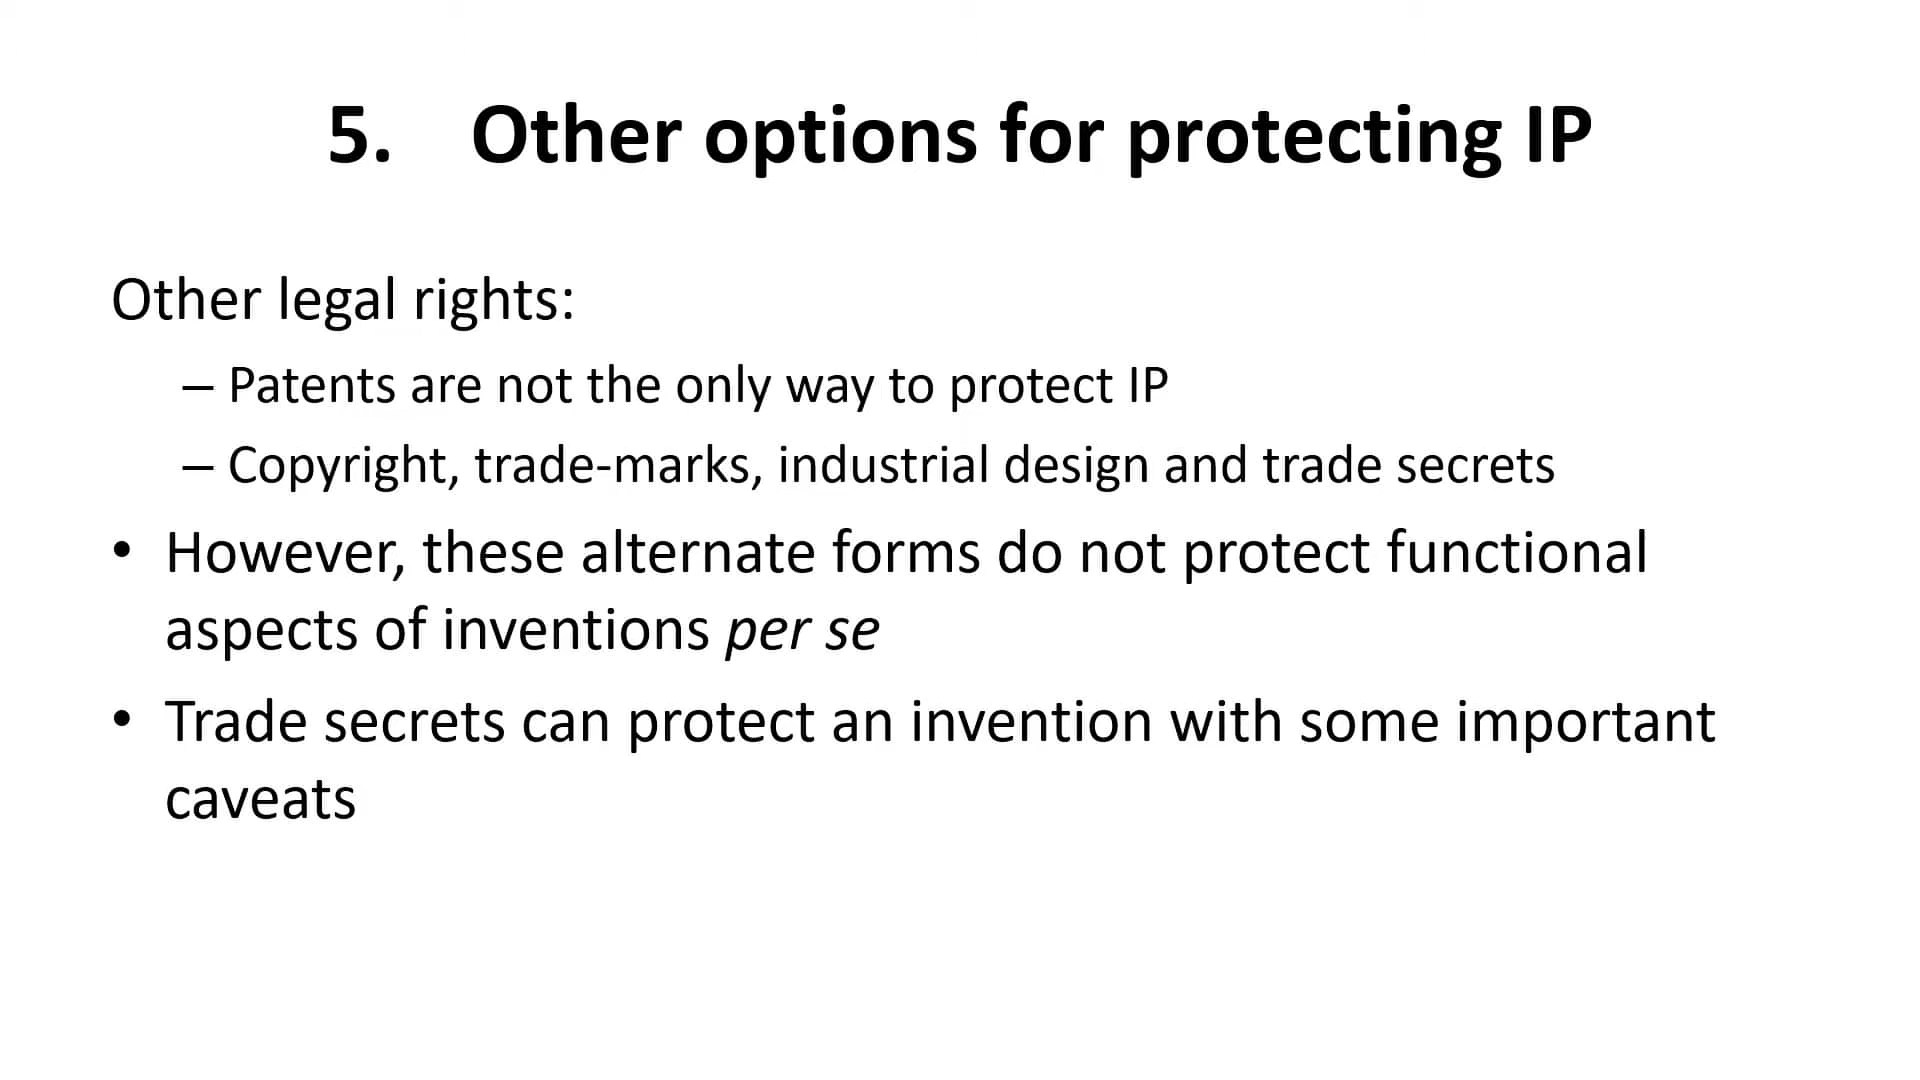 5. Other options for protecting IP
Other legal rights:
– Patents are not the only way to protect IP
– Copyright, trade-marks, industrial design and trade secrets
• However, these alternate forms do not protect functional
aspects of inventions per se
• Trade secrets can protect an invention with some important
caveats